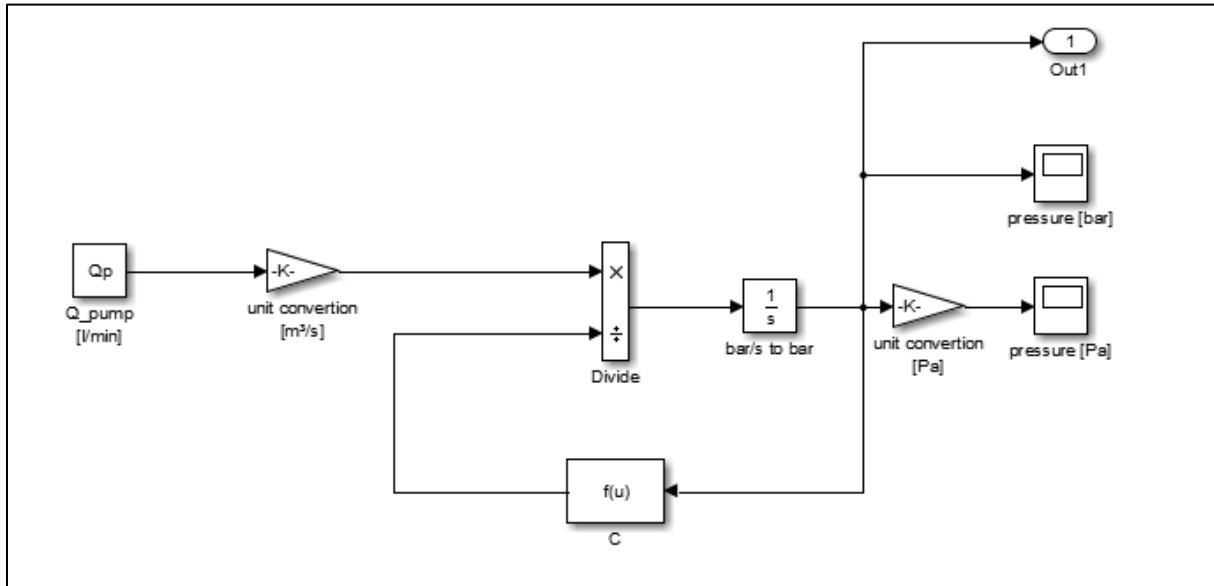 1
Out1
pressure [bar]
Qp
Q_pump
[l/min]
-K-
unit convertion
[m³/s]
×
÷
Divide
1
s
bar/s to bar
-K-
unit convertion
[Pa]
pressure [Pa]
f(u)
C